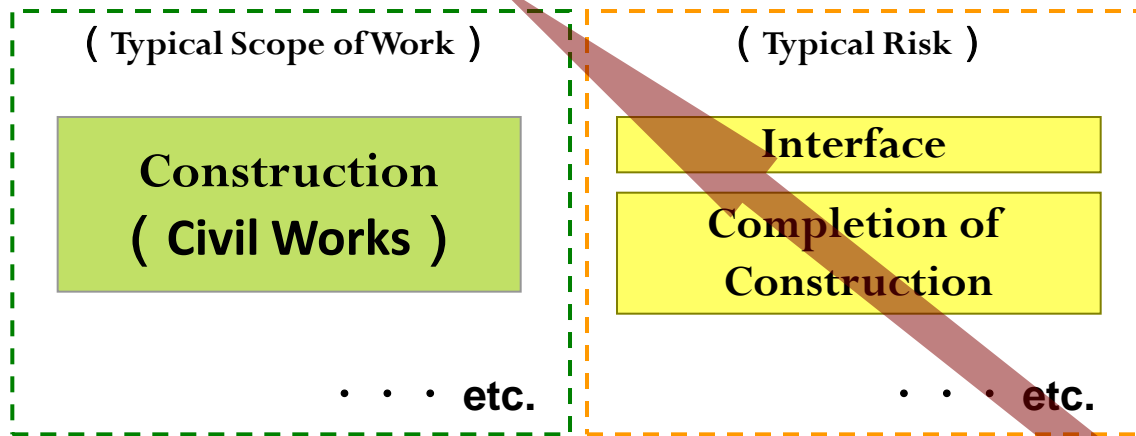 ( Typical Scope of Work )
Construction
( Civil Works )
・ ・ ・ etc.
( Typical Risk )
Interface
Completion of
Construction
・ ・ ・ etc.